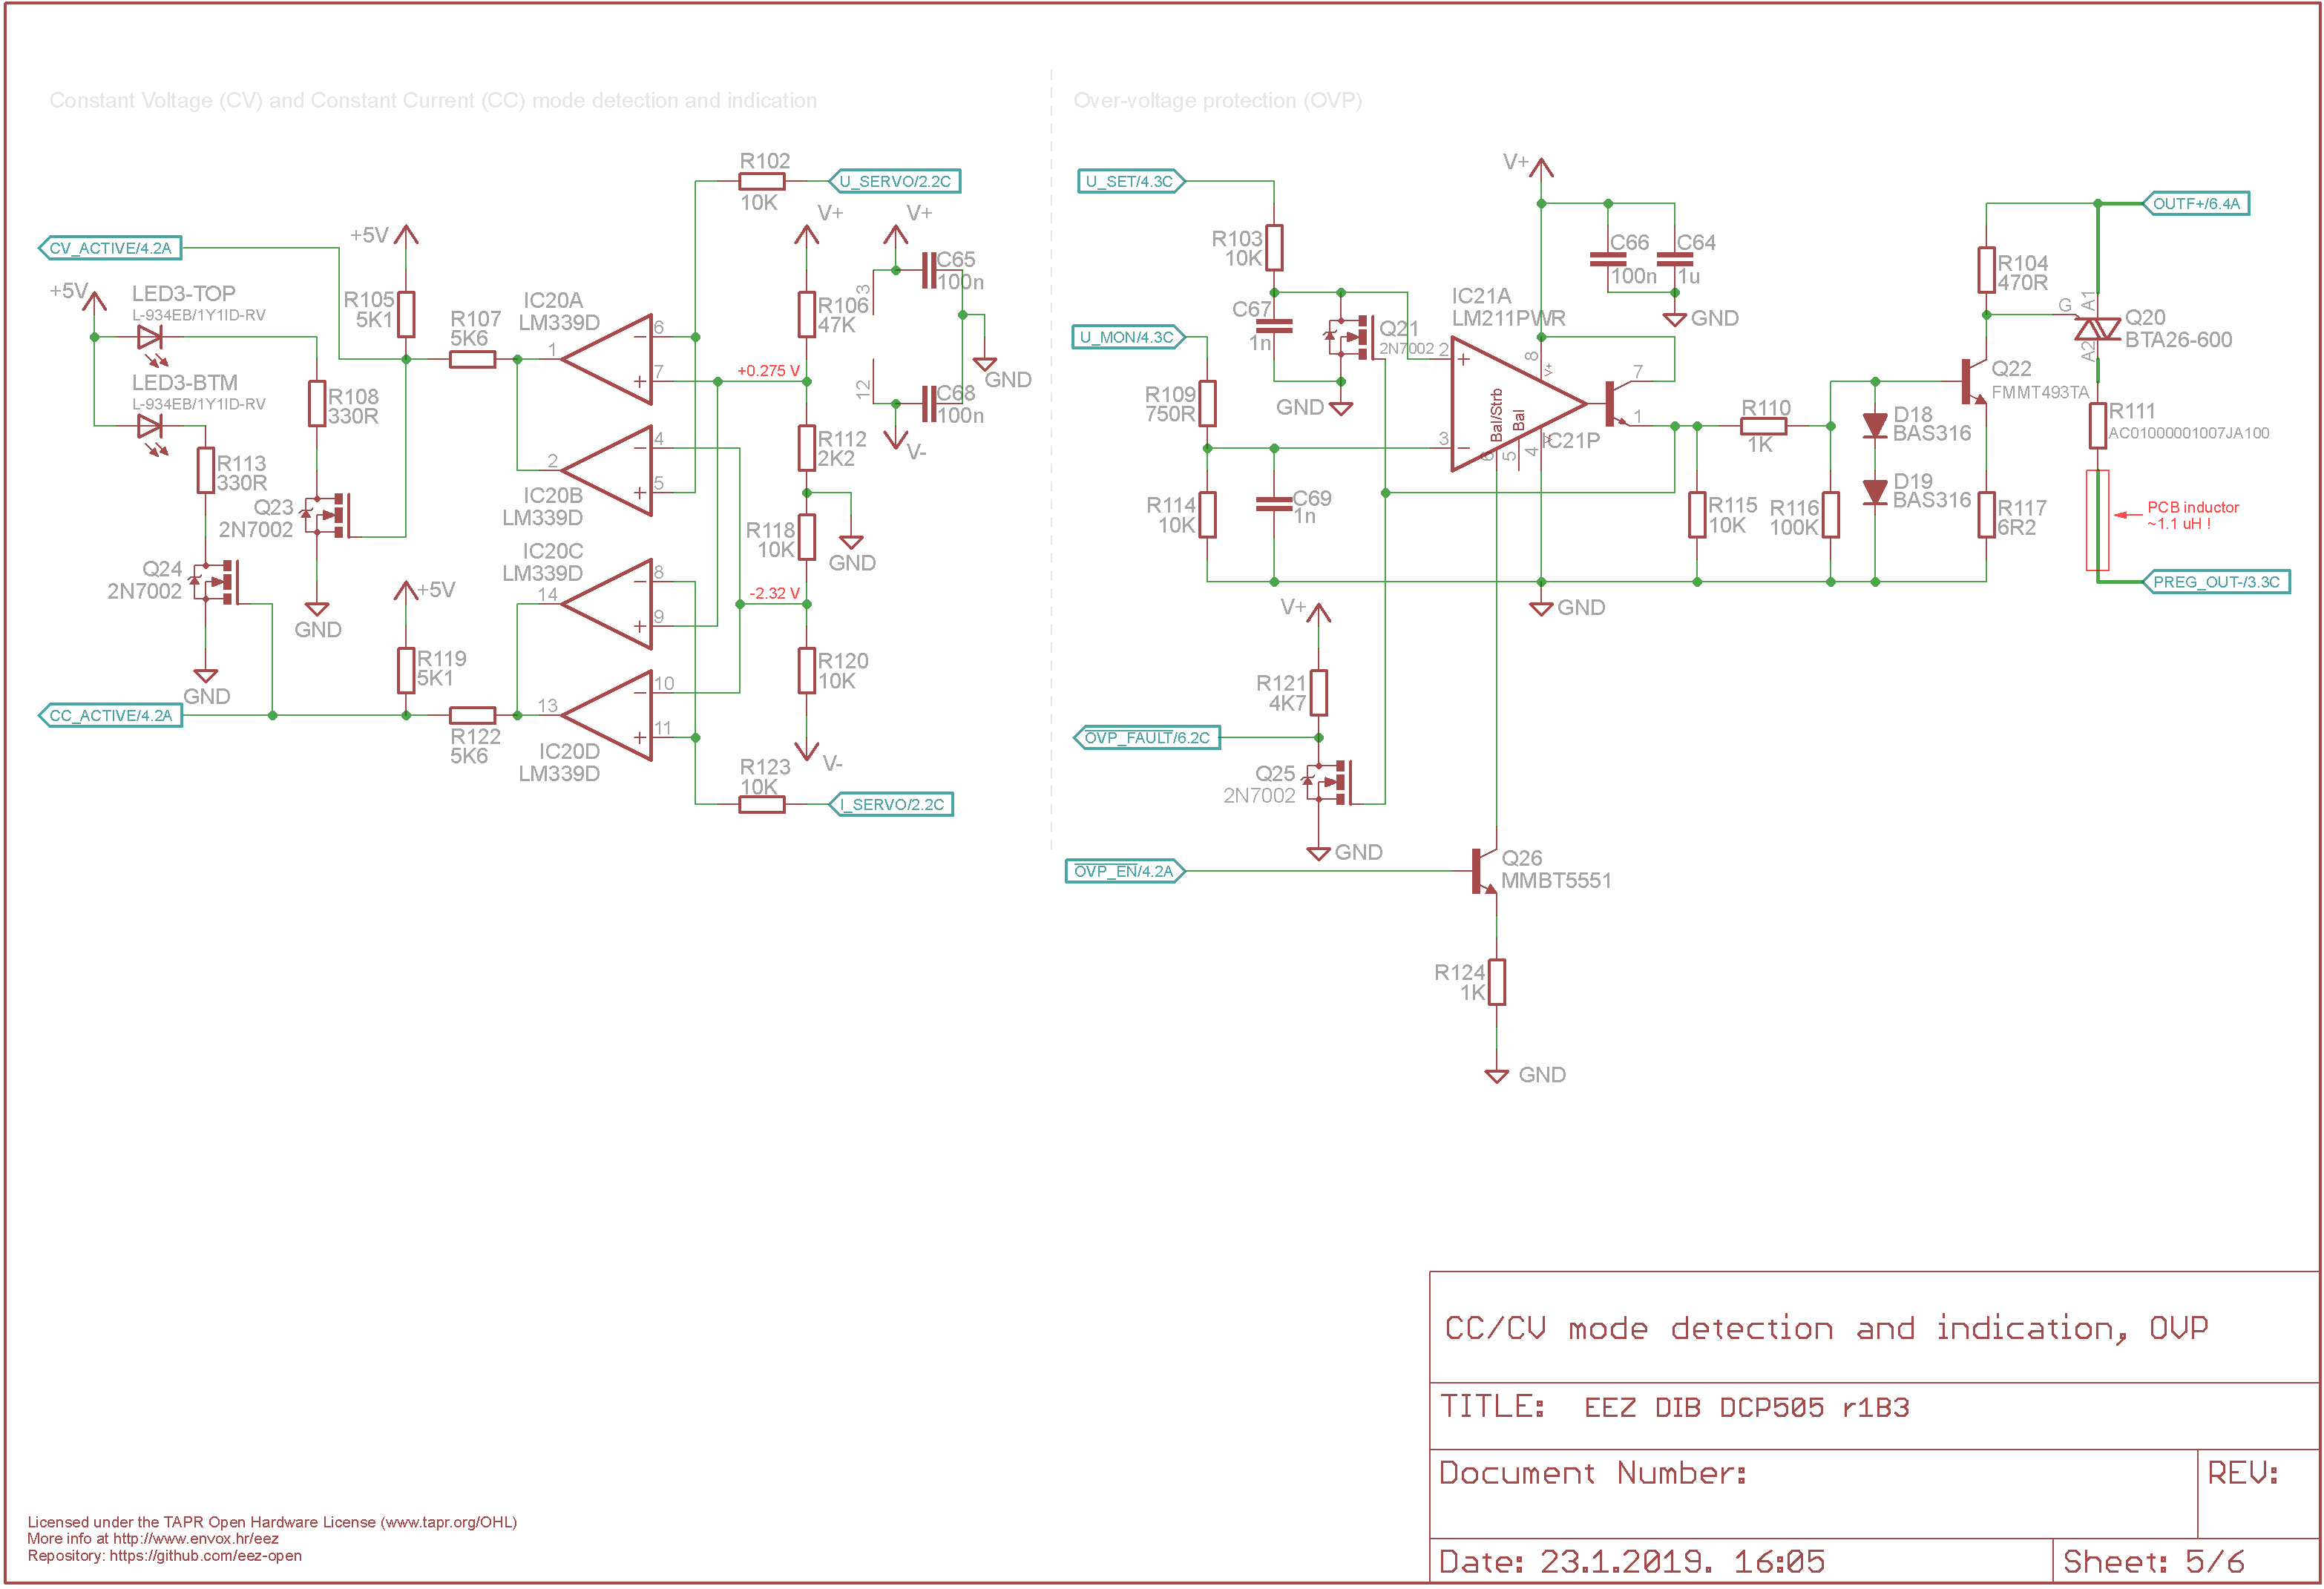 Constant Voltage (CV) and Constant Current (CC) mode detection and indication
R102
10K
U_SERVO/2.2C
V+
V+
CV_ACTIVE/4.2A
+5V
+5V
LED3-TOP
L-934EB/1Y1ID-RV
R105
5K1
R107
5K6
IC20A
LM339D
1
6
7
R106
47K
3
C65
100n
GND
+0.275 V
LED3-BTM
L-934EB/1Y1ID-RV
R108
330R
12
C68
100n
V-
R113
330R
2
4
5
IC20B
LM339D
R112
2K2
Q23
2N7002
R118
10K
GND
IC20C
LM339D
Q24
2N7002
14
8
9
-2.32 V
+5V
GND
R119
5K1
R120
10K
GND
CC_ACTIVE/4.2A
13
10
11
R122
5K6
IC20D
LM339D
V-
R123
10K
I_SERVO/2.2C
Over-voltage protection (OVP)
U_SET/4.3C
V+
R103
10K
C66
100n
C64
1u
GND
C67
1n
Q21
2N7002
IC21A
LM211PWR
2
8
V+
7
1
U_MON/4.3C
GND
R109
750R
3
Bal/Strb
Bal
6
5
4
IC21P
R110
1K
R114
10K
C69
1n
R115
10K
R116
100K
D18
BAS316
D19
BAS316
OUTF+/6.4A
R104
470R
G
A1
A2
Q20
BTA26-600
Q22
FMMT493TA
R111
AC01000001007JA100
R117
6R2
PCB inductor
~1.1 uH !
PREG_OUT-/3.3C
GND
V+
R121
4K7
OVP_FAULT/6.2C
Q25
2N7002
GND
OVP_EN/4.2A
Q26
MMBT5551
R124
1K
GND
CC/CV mode detection and indication, OVP
TITLE: EEZ DIB DCP505 r1B3
Document Number:
REV:
Date: 23.1.2019. 16:05
Sheet: 5/6
Licensed under the TAPR Open Hardware License (www.tapr.org/OHL)
More info at http://www.envox.hr/eez
Repository: https://github.com/eez-open